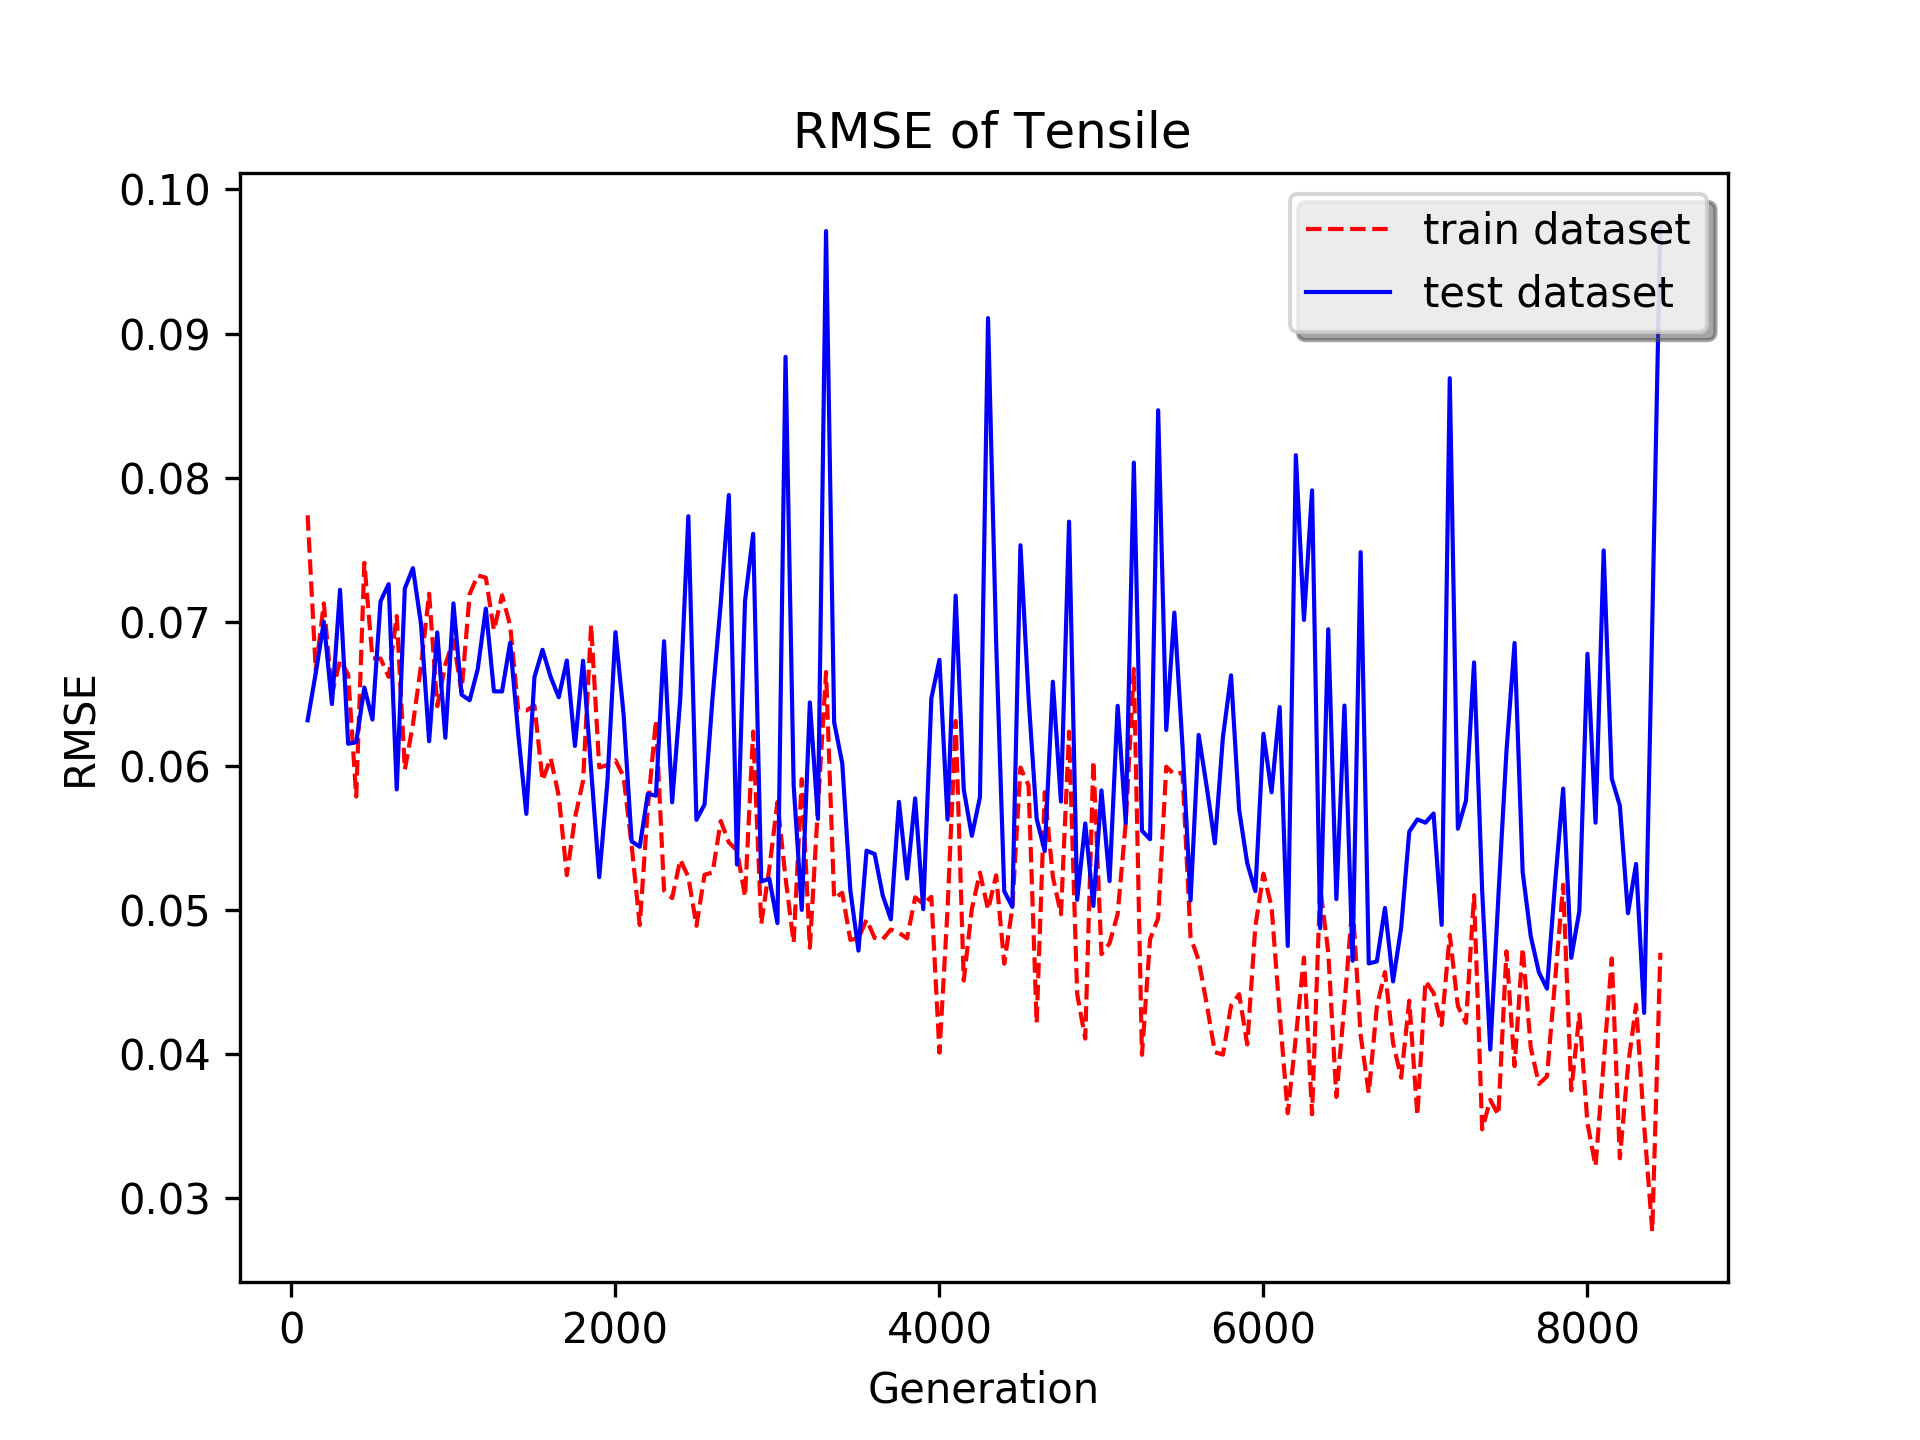 RMSE of Tensile
0.10
0.09
0.08
0.07
0.06
0.05
0.04
0.03
RMSE
train dataset
test dataset
0
2000
4000
6000
8000
Generation